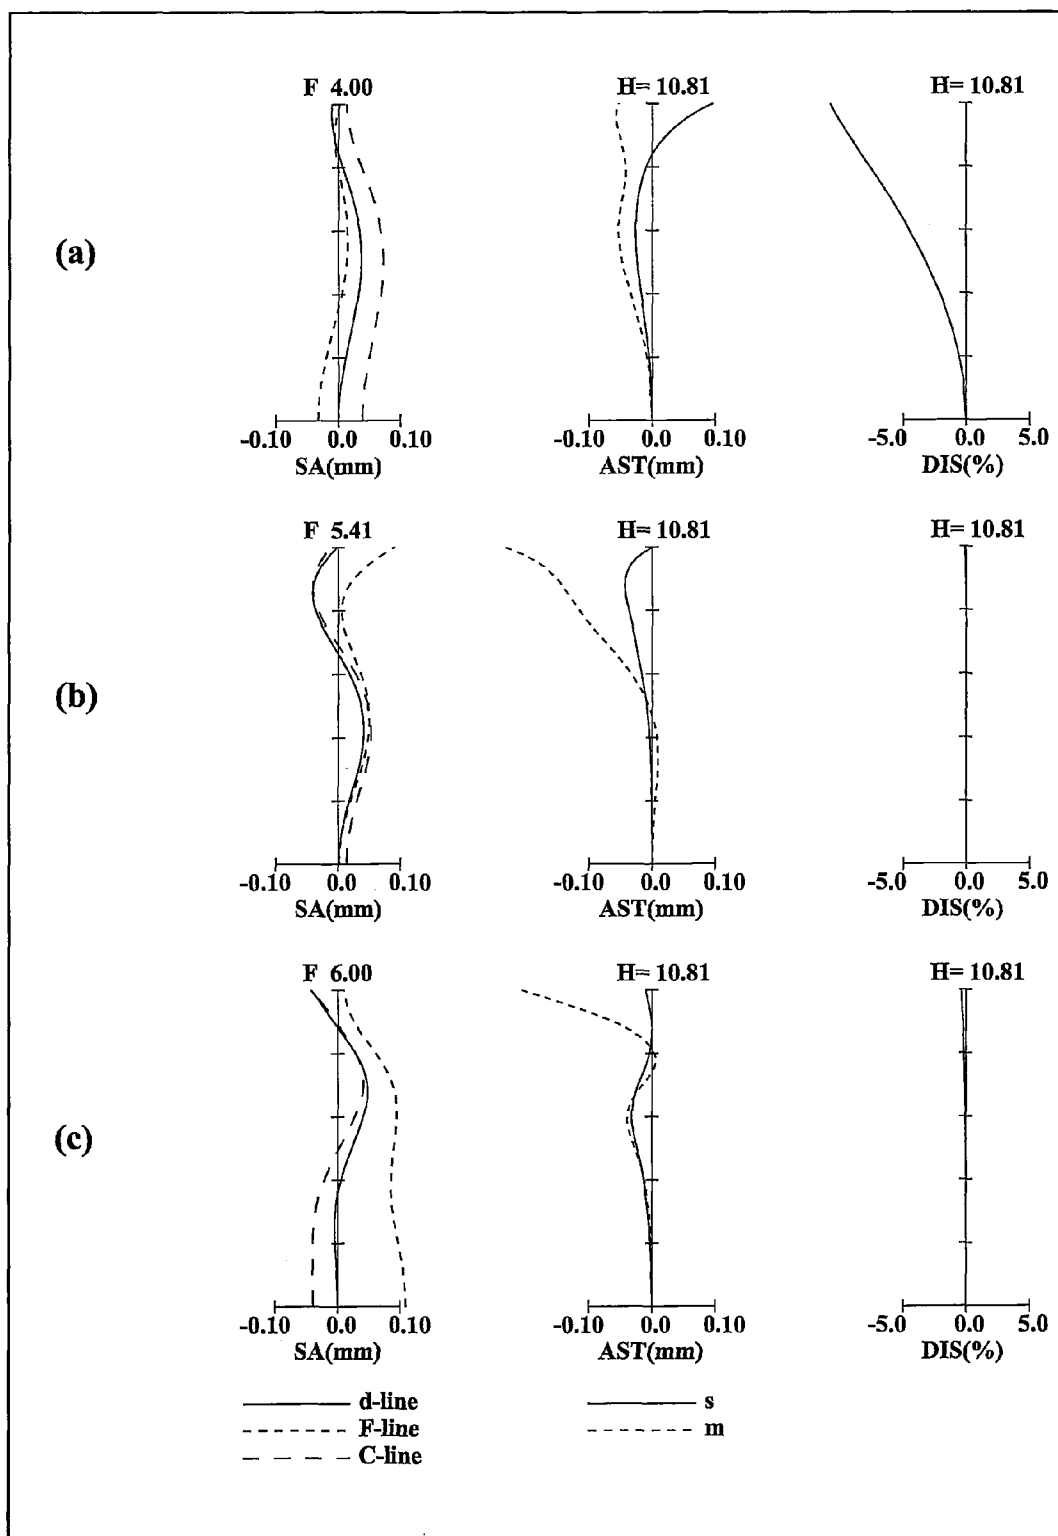 F 4.00 H= 10.81 H= 10.81
(a)
-0.10 0.0 0.10 -0.10 0.0 0.10 -5.0 0.0 5.0
SA(mm) AST(mm) DIS(%)
F 5.41 H= 10.81 H= 10.81
(b)
-0.10 0.0 0.10 -0.10 0.0 0.10 -5.0 0.0 5.0
SA(mm) AST(mm) DIS(%)
F 6.00 H= 10.81 H= 10.81
(c)
-0.10 0.0 0.10 -0.10 0.0 0.10 -5.0 0.0 5.0
SA(mm) AST(mm) DIS(%)
d-line s
F-line m
C-line